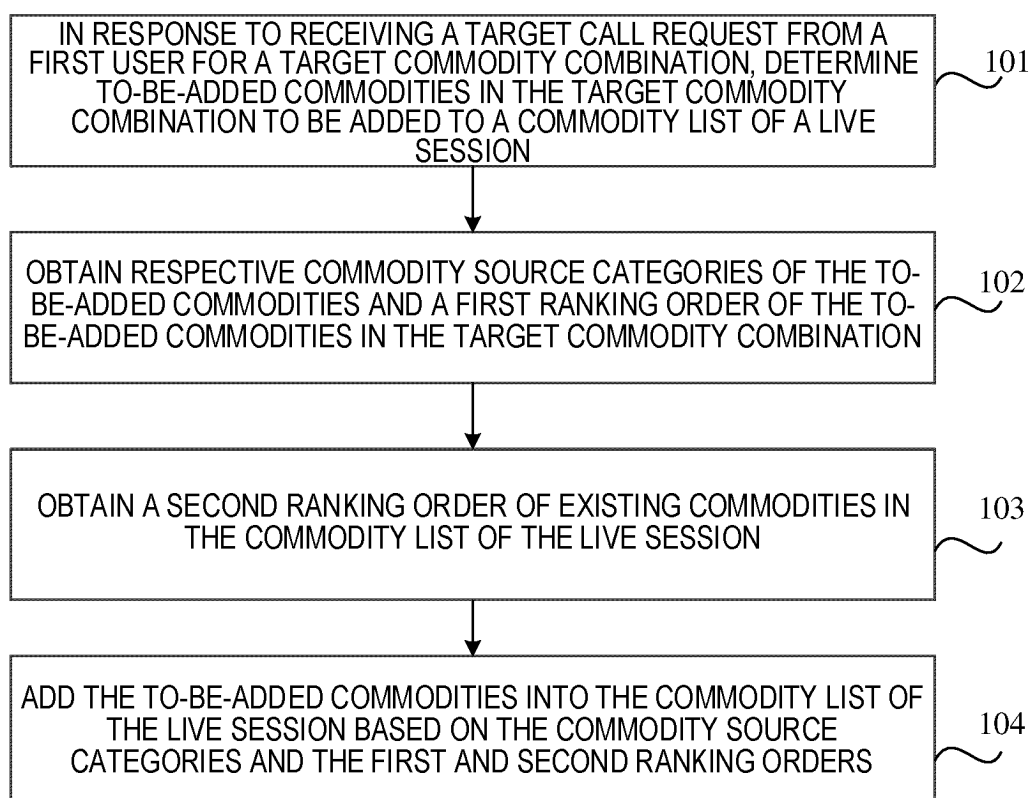 IN RESPONSE TO RECEIVING A TARGET CALL REQUEST FROM A
FIRST USER FOR A TARGET COMMODITY COMBINATION, DETERMINE
TO-BE-ADDED COMMODITIES IN THE TARGET COMMODITY
COMBINATION TO BE ADDED TO A COMMODITY LIST OF A LIVE
SESSION
101
OBTAIN RESPECTIVE COMMODITY SOURCE CATEGORIES OF THE TO-
BE-ADDED COMMODITIES AND A FIRST RANKING ORDER OF THE TO-
BE-ADDED COMMODITIES IN THE TARGET COMMODITY COMBINATION
102
OBTAIN A SECOND RANKING ORDER OF EXISTING COMMODITIES IN
THE COMMODITY LIST OF THE LIVE SESSION
103
ADD THE TO-BE-ADDED COMMODITIES INTO THE COMMODITY LIST OF
THE LIVE SESSION BASED ON THE COMMODITY SOURCE
CATEGORIES AND THE FIRST AND SECOND RANKING ORDERS
104